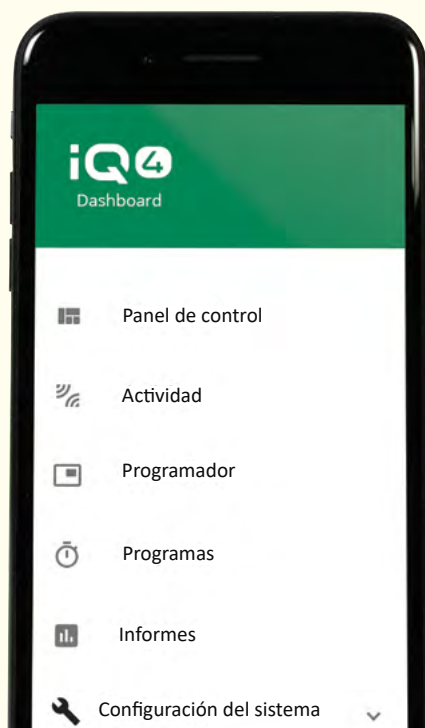 iQ4
Dashboard
Panel de control
Actividad
Programador
Programas
Informes
Configuración del sistema